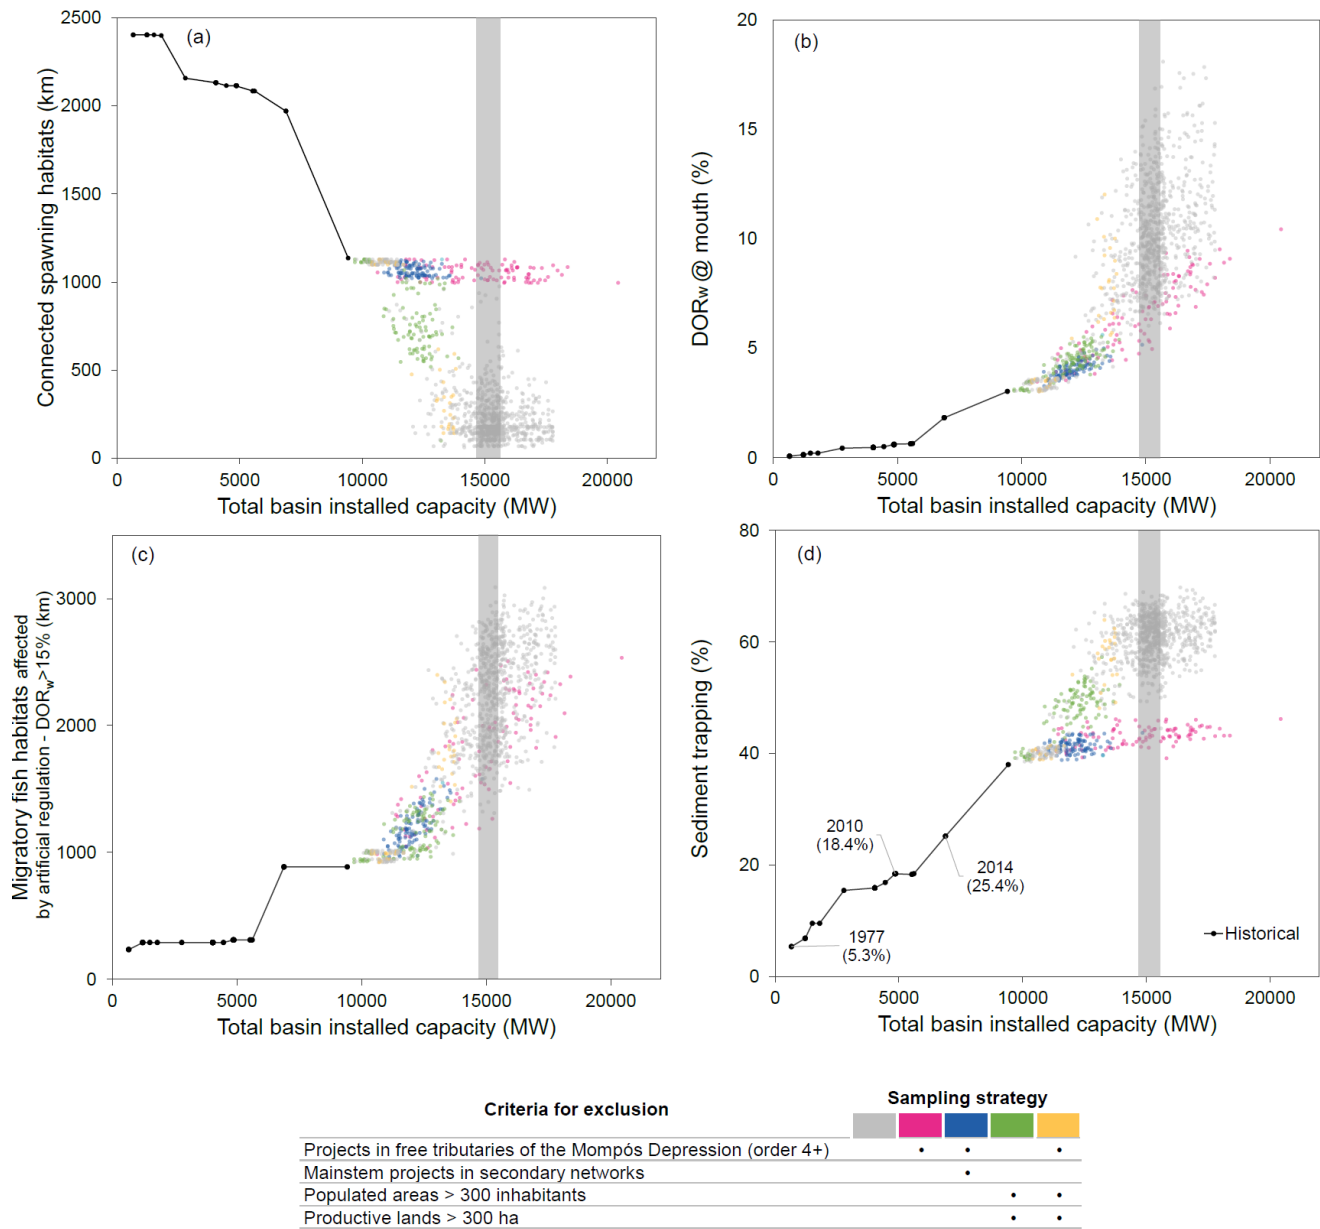 (a)
2500
2000
1500
1000
500
0
0 5000 10000 15000 20000
Connected spawning habitats (km)
Total basin installed capacity (MW)
(b)
20
15
10
5
0
0 5000 10000 15000 20000
DORw@ mouth (%)
Total basin installed capacity (MW)
(c)
3000
2000
1000
0
0 5000 10000 15000 20000
Migratory fish habitats affected
by artificial regulation - DORw>15% (km)
Total basin installed capacity (MW)
(d)
80
60
40
20
0
0 5000 10000 15000 20000
Sediment trapping (%)
Total basin installed capacity (MW)
2010
(18.4%)
2014
(25.4%)
1977
(5.3%)
Historical
Criteria for exclusion
Sampling strategy
Projects in free tributaries of the Mompós Depression (order 4+)
Mainstem projects in secondary networks
Populated areas > 300 inhabitants
Productive lands > 300 ha